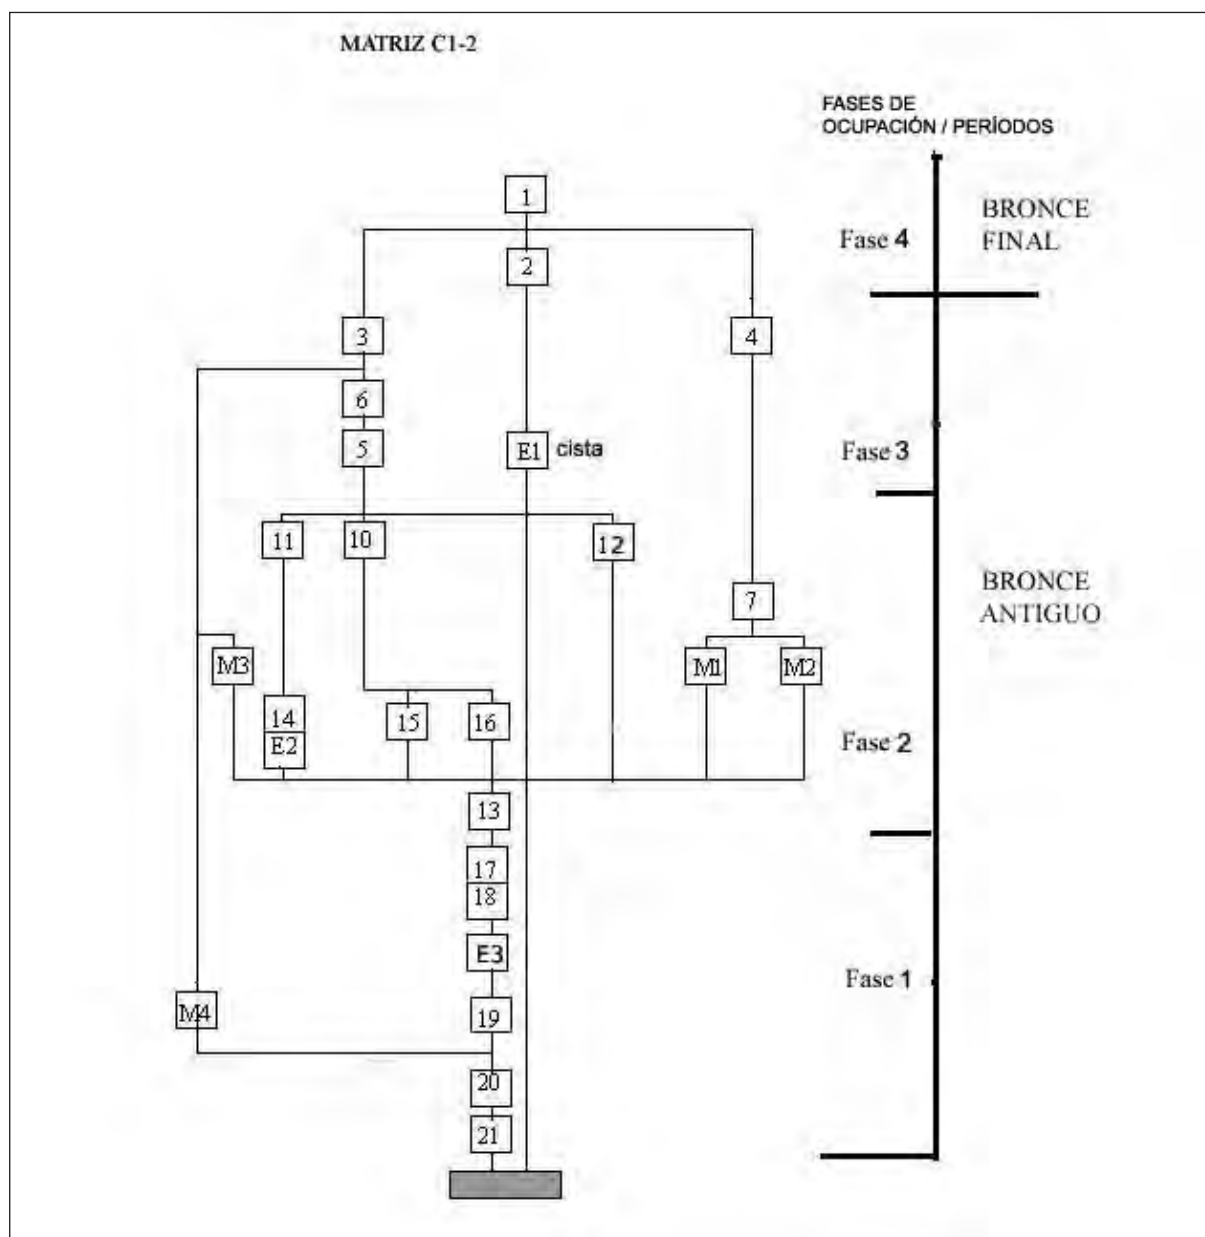 MATRIZ C1-2
FASES DE
OCUPACIÓN / PERÍODOS
1
BRONCE
FINAL
Fase 4
2
3
4
6
5
E1 cista
Fase 3
11
10
12
BRONCE
ANTIGUO
7
M3
M1
M2
14
15
16
E2
Fase 2
13
17
18
E3
Fase 1
M4
19
20
21